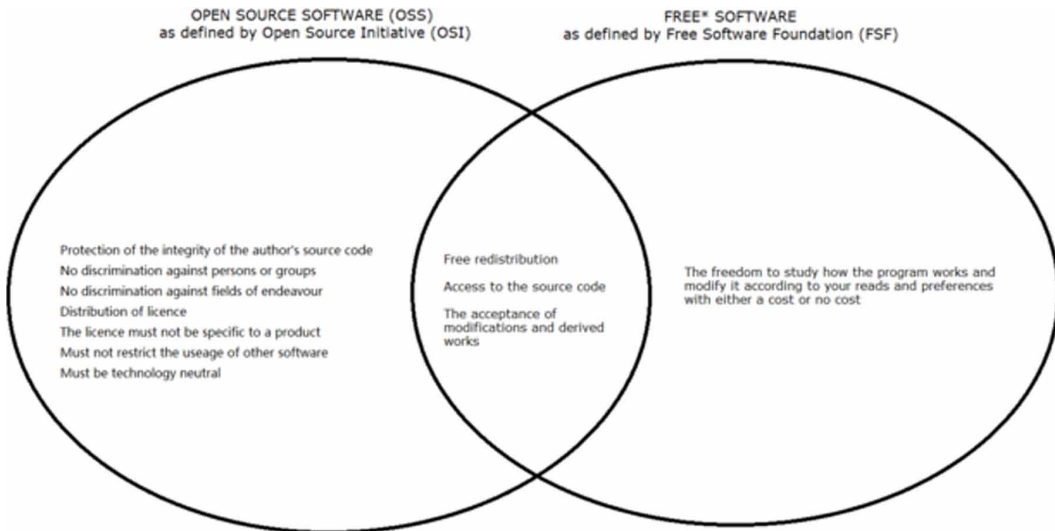 OPEN SOURCE SOFTWARE (OSS)
as defined by Open Source Initiative (OSI)
FREE* SOFTWARE
as defined by Free Software Foundation (FSF)
Protection of the integrity of the author's source code
No discrimination against persons or groups
No discrimination against fields of endeavour
Distribution of licence
The licence must not be specific to a product
Must not restrict the useage of other software
Must be technology neutral
Free redistribution
Access to the source code
The acceptance of
modifications and derived
works
The freedom to study how the program works and
modify it according to your reads and preferences
with either a cost or no cost